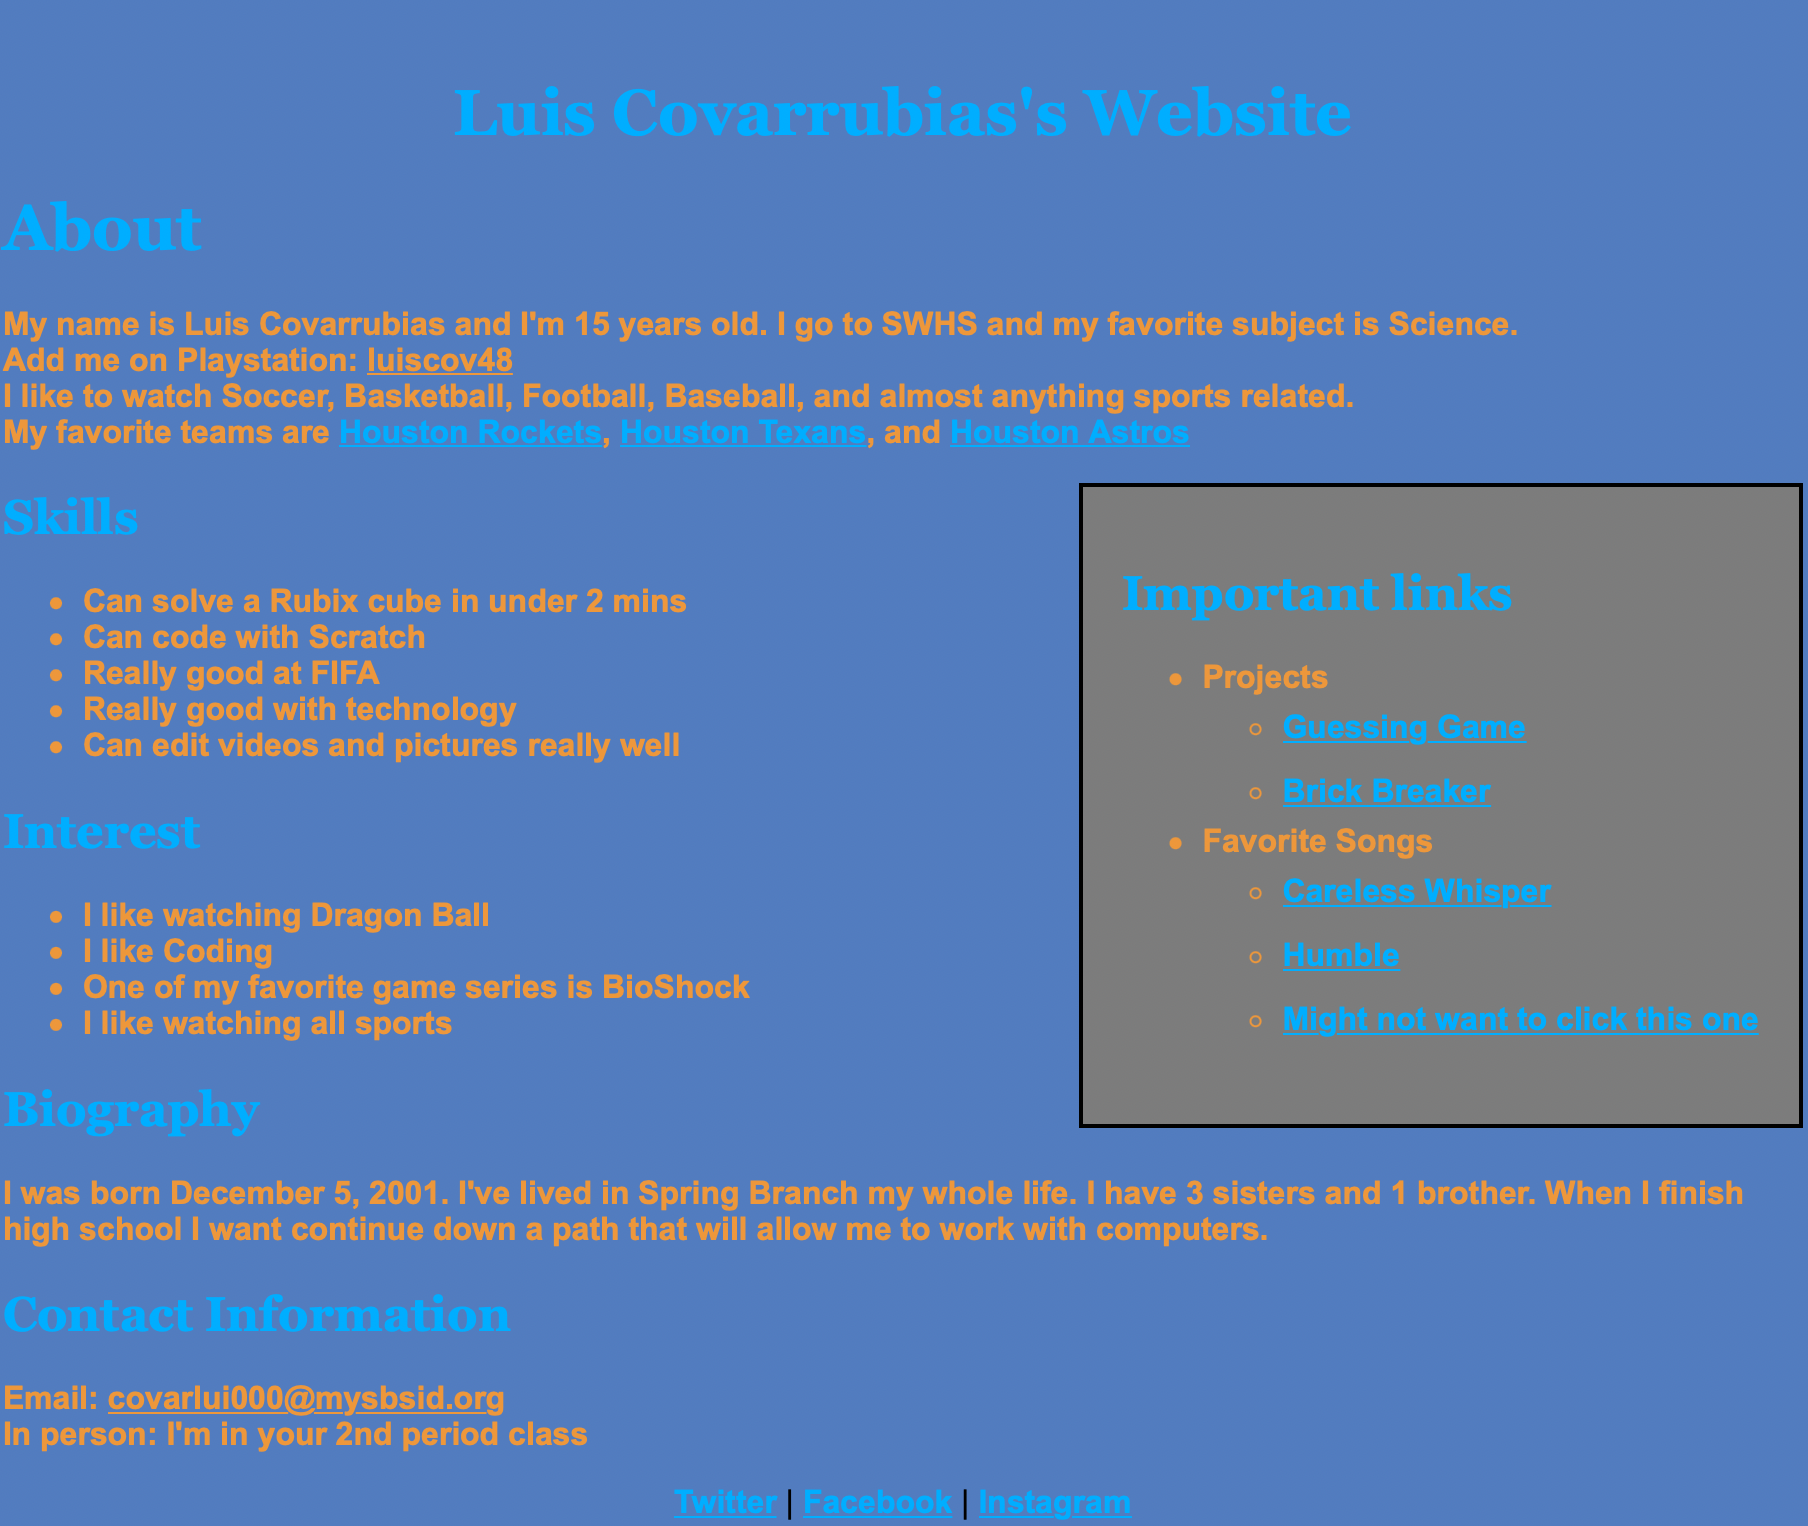 Luis Covarrubias's Website
About
My name is Luis Covarrubias and I'm 15 years old. I go to SWHS and my favorite subject is Science.
Add me on Playstation: luiscov48
I like to watch Soccer, Basketball, Football, Baseball, and almost anything sports related.
My favorite teams are Houston Rockets, Houston Texans, and Houston Astros
Skills
Can solve a Rubix cube in under 2 mins
Can code with Scratch
Really good at FIFA
Really good with technology
Can edit videos and pictures really well
Interest
I like watching Dragon Ball
I like Coding
One of my favorite game series is BioShock
I like watching all sports
Important links
Projects
Guessing Game
Brick Breaker
Favorite Songs
Careless Whisper
Humble
Might not want to click this one
Biography
I was born December 5, 2001. I've lived in Spring Branch my whole life. I have 3 sisters and 1 brother. When I finish
high school I want continue down a path that will allow me to work with computers.
Contact Information
Email: covarlui000@mysbsid.org
In person: I'm in your 2nd period class
Twitter | Facebook | Instagram